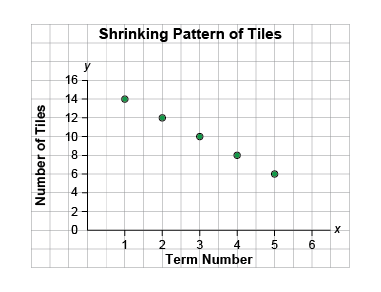 Shrinking Pattern of Tiles
y
16
14
12
10
8
6
4
2
0
Number of Tiles
1 2 3 4 5 6 x
Term Number